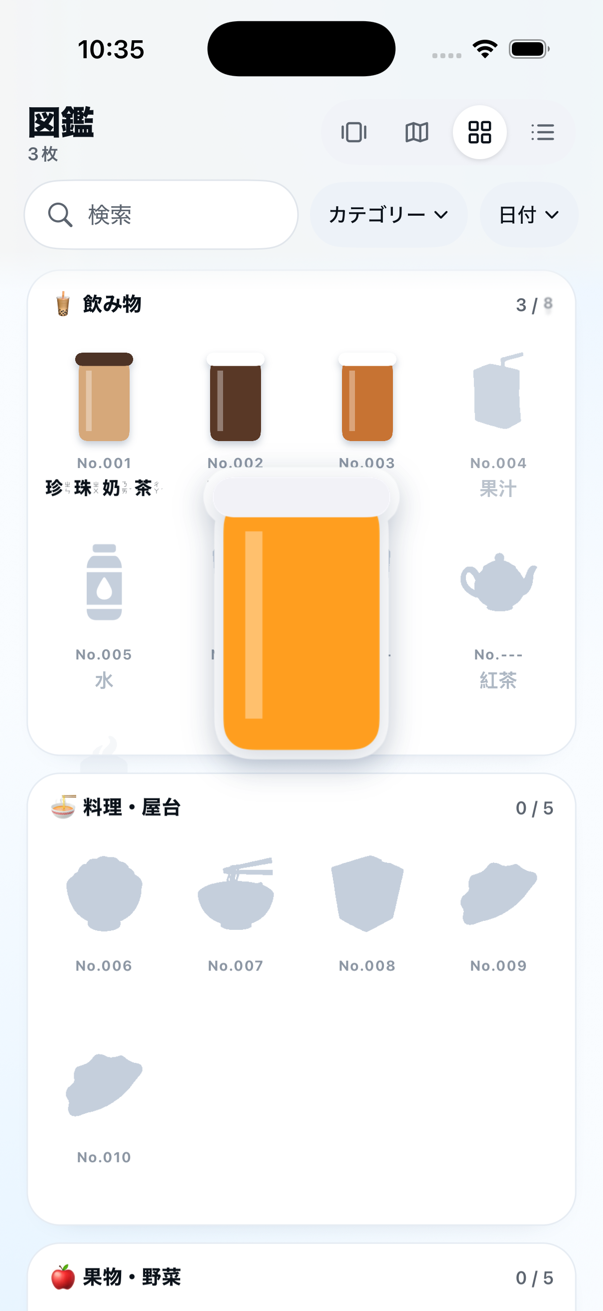 10:35
図鑑
3枚
検索
カテゴリー
日付
飲み物
3 / 8
No.001
No.002
No.003
No.004
珍珠奶茶
果汁
No.005
No.---
水
紅茶
料理・屋台
0 / 5
No.006
No.007
No.008
No.009
No.010
果物・野菜
0 / 5